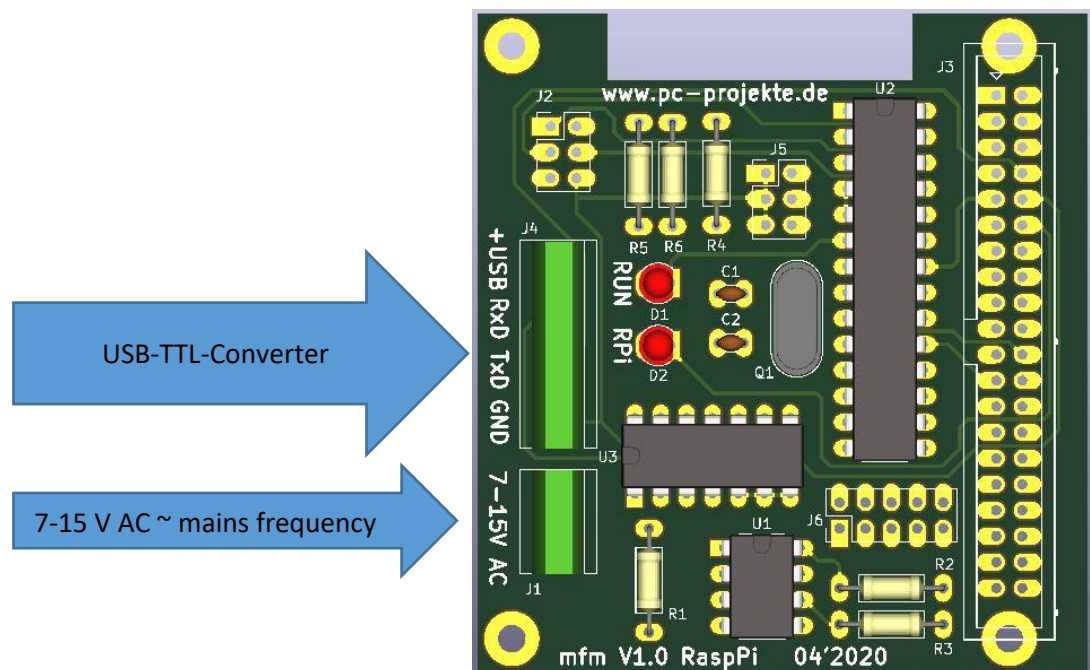 www.pc-projekte.de
J2
J3
U2
J5
J4
R5
R6
R4
+USB RxD TxD GND
RUN
D1
C1
RPi
D2
C2
Q1
USB-TTL-Converter
U3
7-15V AC
7-15 V AC ~ mains frequency
J1
U1
J6
R1
R2
R3
mfm V1.0 RaspPi 04'2020